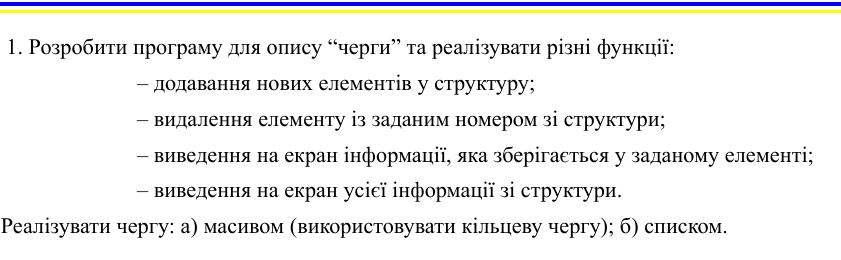 1. Розробити програму для опису “черги” та реалізувати різні функції:
– додавання нових елементів у структуру;
– видалення елементу із заданим номером зі структури;
– виведення на екран інформації, яка зберігається у заданому елементі;
– виведення на екран усієї інформації зі структури.
Реалізувати чергу: а) масивом (використовувати кільцеву чергу); б) списком.